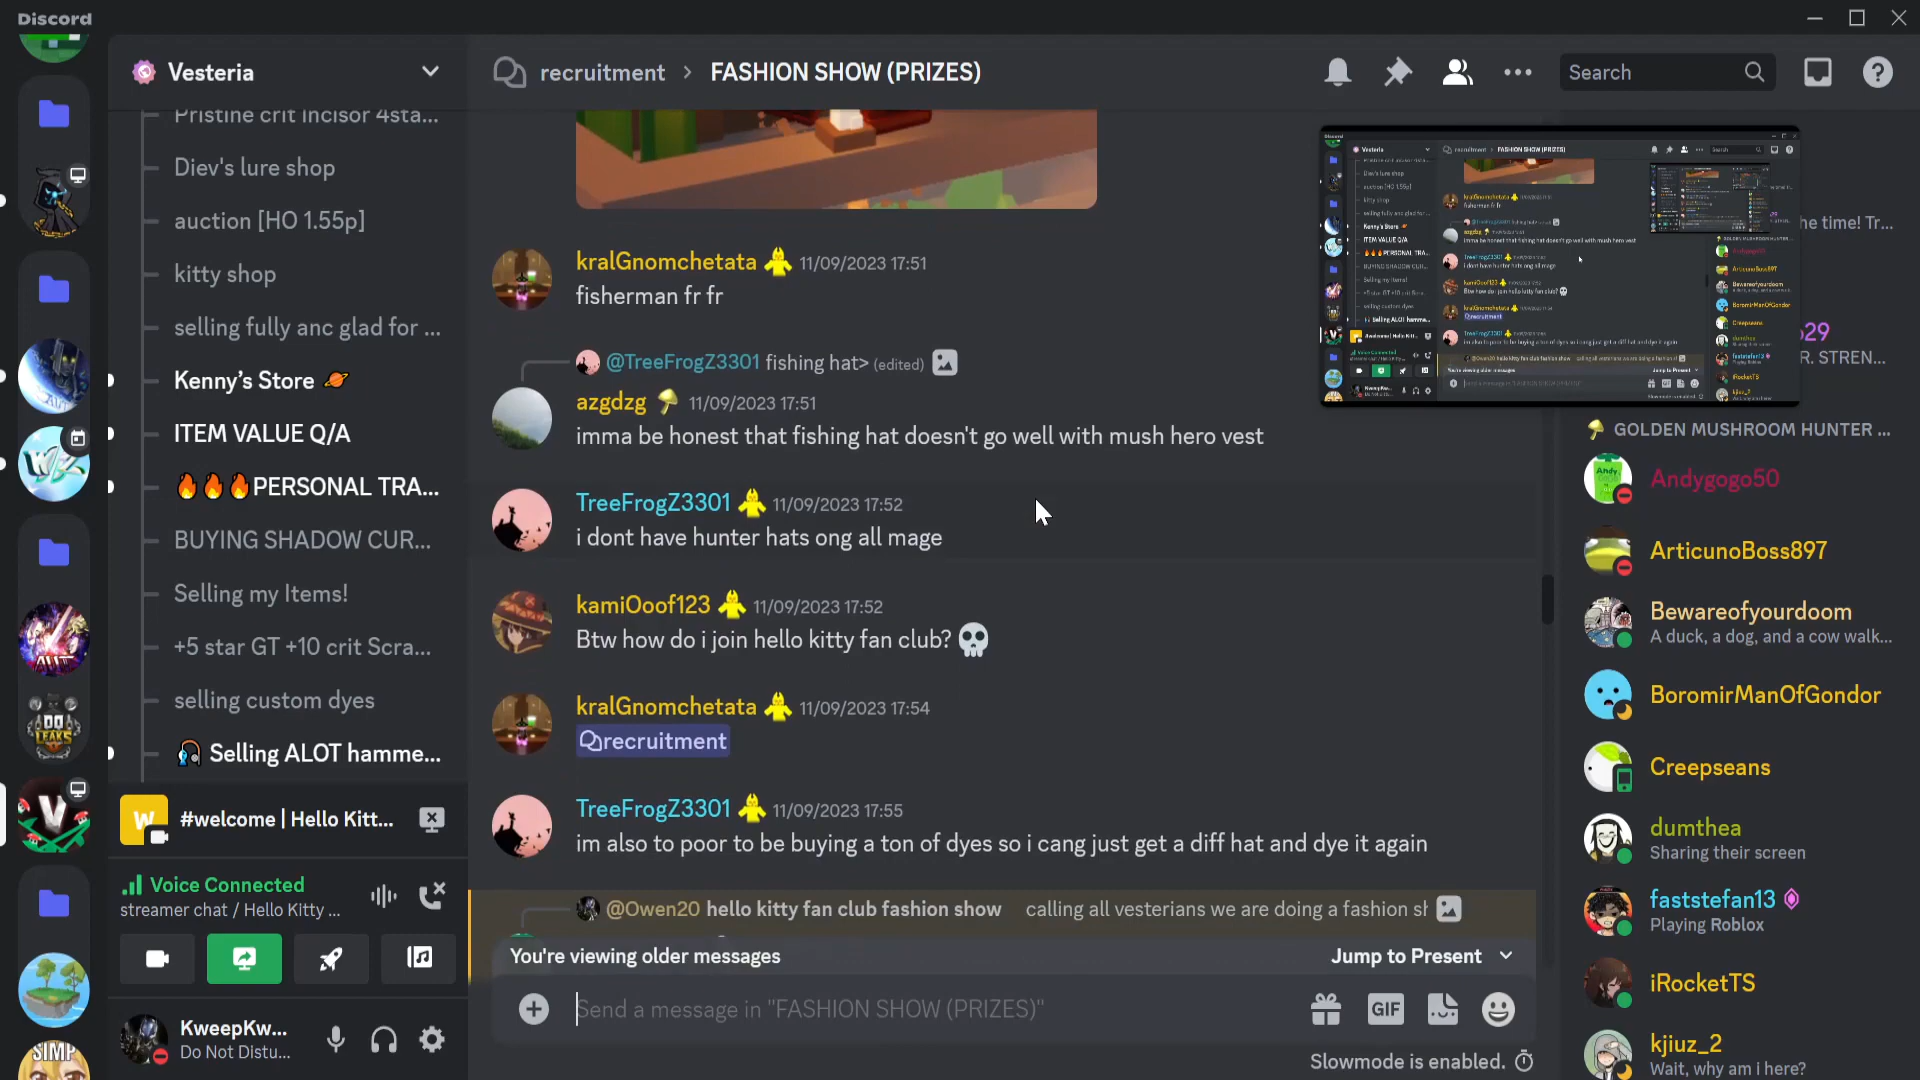 Discord
Vesteria
recruitment > FASHION SHOW (PRIZES)
Search
Pristine crit Incisor 4sta...
Diev's lure shop
auction [HO 1.55p]
kitty shop
selling fully anc glad for ...
Kenny's Store
ITEM VALUE Q/A
PERSONAL TRA...
BUYING SHADOW CUR...
Selling my Items!
+5 star GT +10 crit Scra...
selling custom dyes
Selling ALOT hamme...
#welcome | Hello Kitt...
Voice Connected
streamer chat / Hello Kitty ...
KweepKw...
Do Not Distu...
SIMP
kralGnomchetata 11/09/2023 17:51
fisherman fr fr
@TreeFrogZ3301 fishing hat> (edited)
azgdzg 11/09/2023 17:51
imma be honest that fishing hat doesn't go well with mush hero vest
TreeFrogZ3301 11/09/2023 17:52
i dont have hunter hats ong all mage
kamiOoof123 11/09/2023 17:52
Btw how do i join hello kitty fan club?
kralGnomchetata 11/09/2023 17:54
recruitment
TreeFrogZ3301 11/09/2023 17:55
im also to poor to be buying a ton of dyes so i cang just get a diff hat and dye it again
@Owen20 hello kitty fan club fashion show calling all vesterians we are doing a fashion sh
You're viewing older messages
Jump to Present
Send a message in "FASHION SHOW (PRIZES)"
GIF
Slowmode is enabled.
he time! Tr...
29
R. STREN...
GOLDEN MUSHROOM HUNTER ...
Andygogo50
ArticunoBoss897
Bewareofyourdoom
A duck, a dog, and a cow walk...
BoromirManOfGondor
Creepseans
dumthea
Sharing their screen
faststefan13
Playing Roblox
iRocketTS
kjiuz_2
Wait, why am i here?